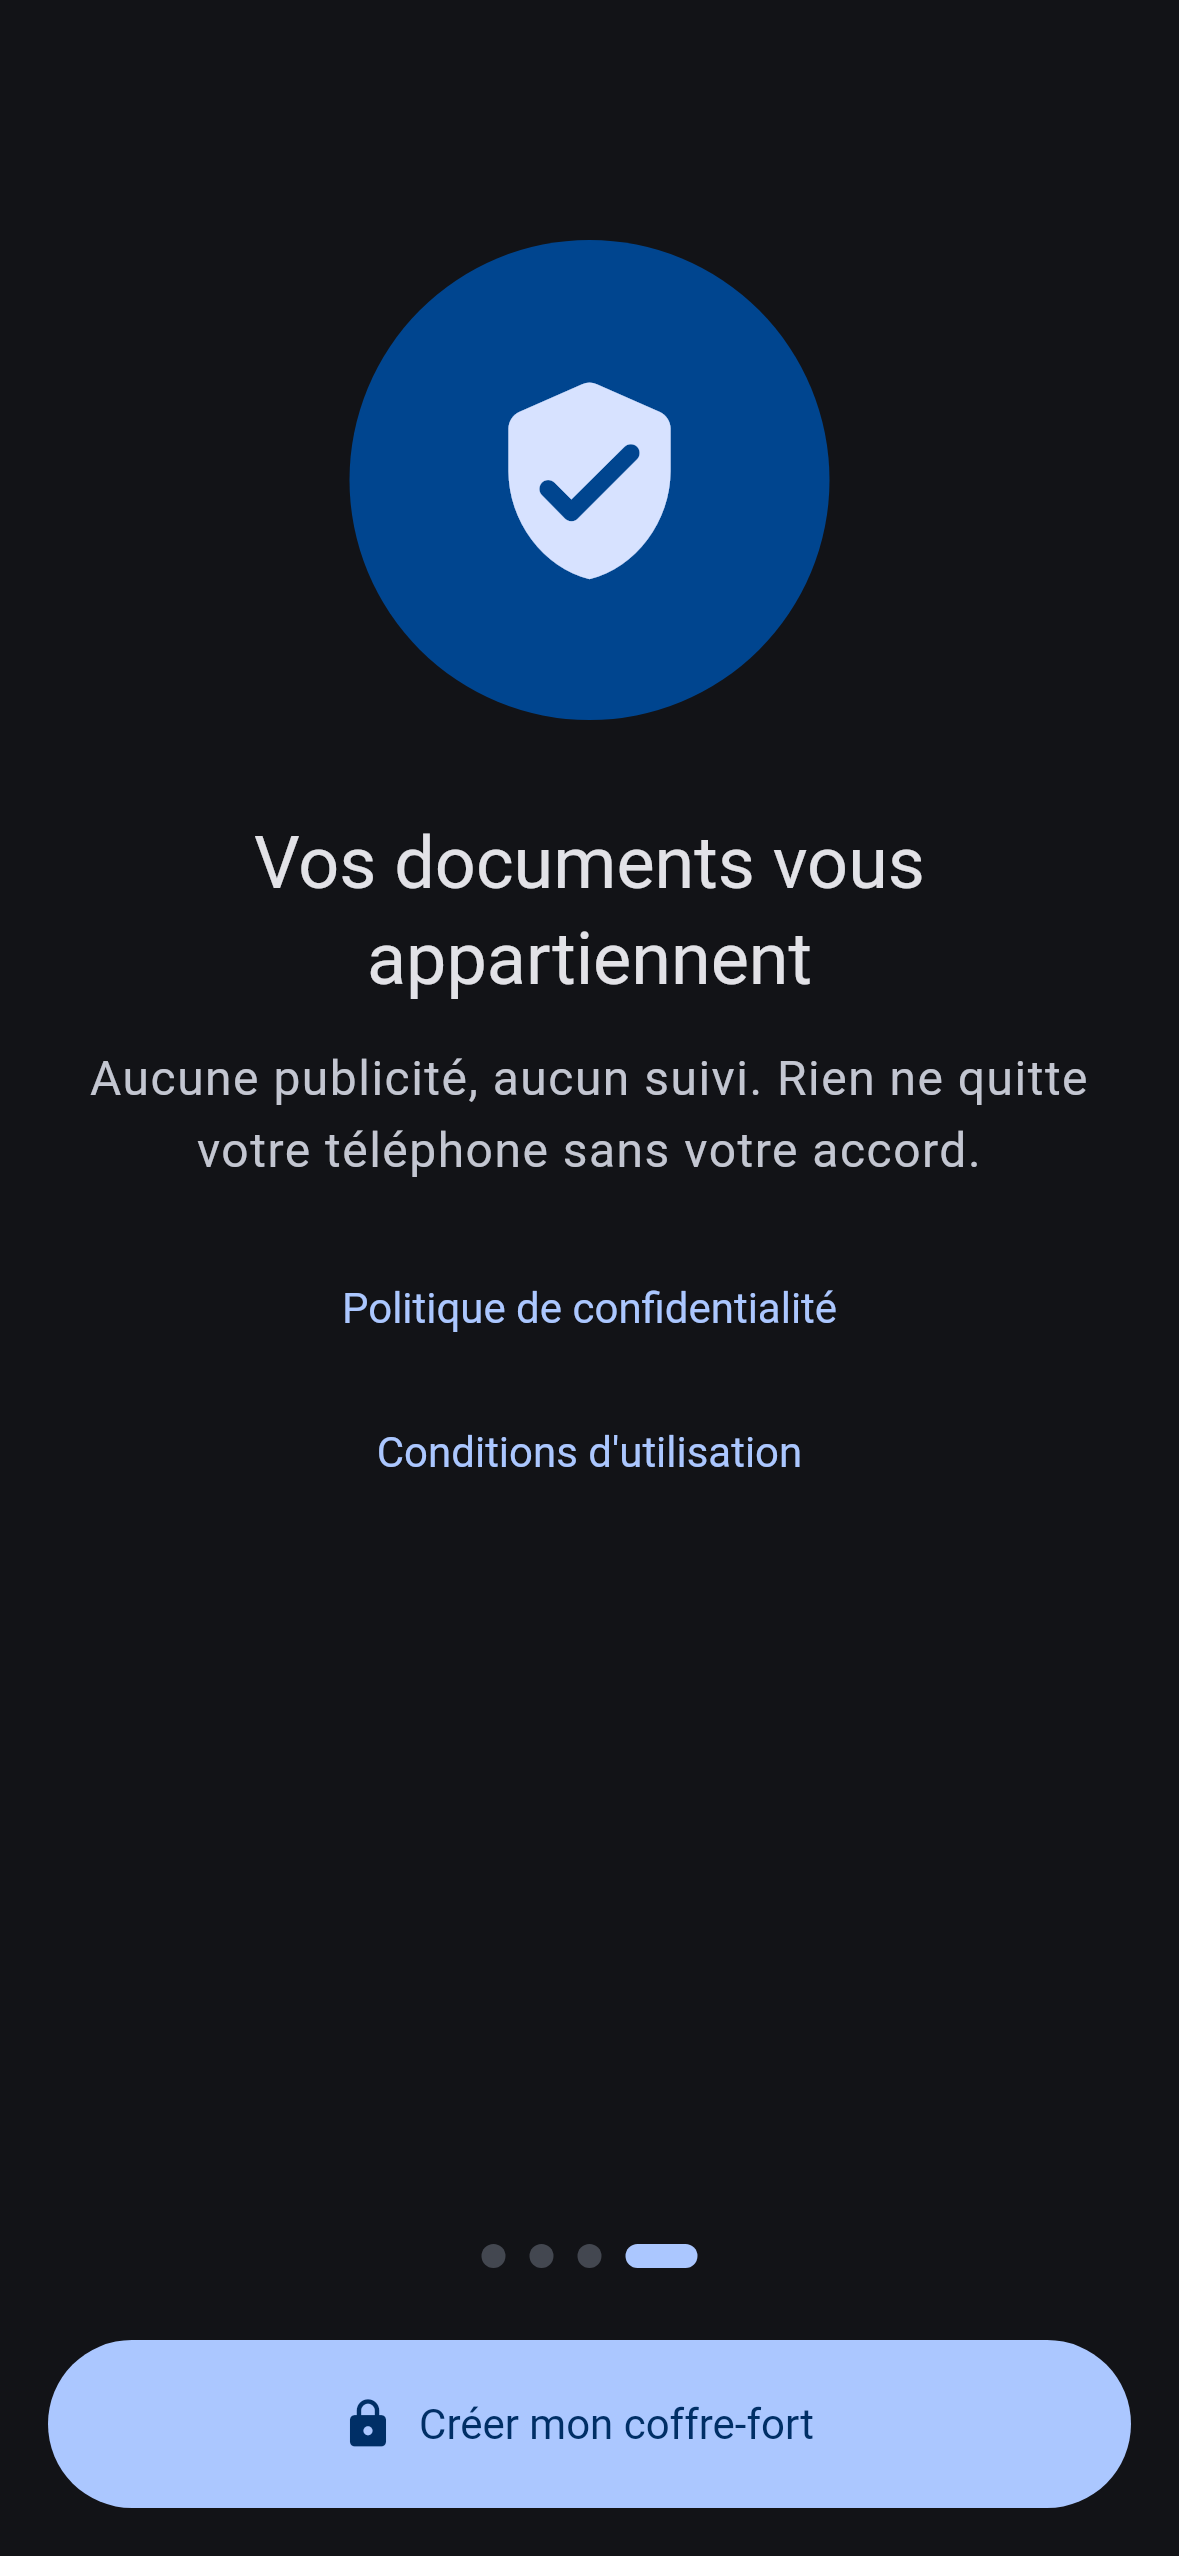 Vos documents vous
appartiennent
Aucune publicité, aucun suivi. Rien ne quitte
votre téléphone sans votre accord.
Politique de confidentialité
Conditions d'utilisation
Créer mon coffre-fort